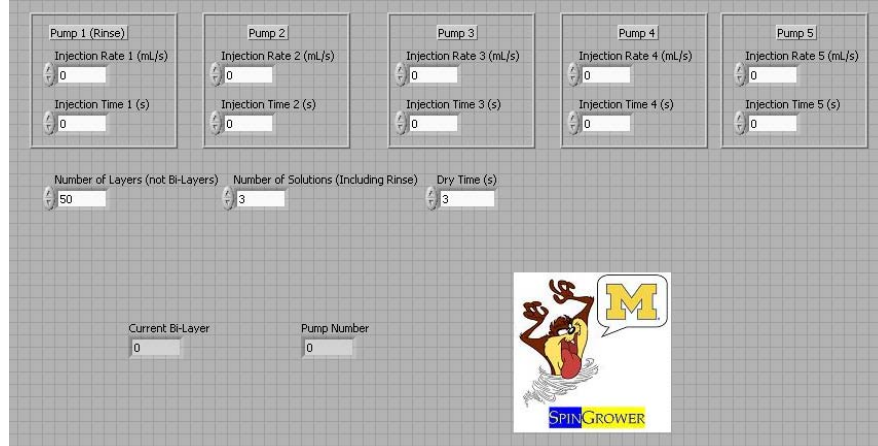 Pump 1 (Rinse) Pump 2 Pump 3 Pump 4 Pump 5
Injection Rate 1 (mL/s) Injection Rate 2 (mL/s) Injection Rate 3 (mL/s) Injection Rate 4 (mL/s) Injection Rate 5 (mL/s)
0 0 0 0 0
Injection Time 1 (s) Injection Time 2 (s) Injection Time 3 (s) Injection Time 4 (s) Injection Time 5 (s)
0 0 0 0 0
Number of Layers (not Bi-Layers) Number of Solutions (Including Rinse) Dry Time (s)
50 3 3
M
Current Bi-Layer Pump Number
0 0
SPINGROWER